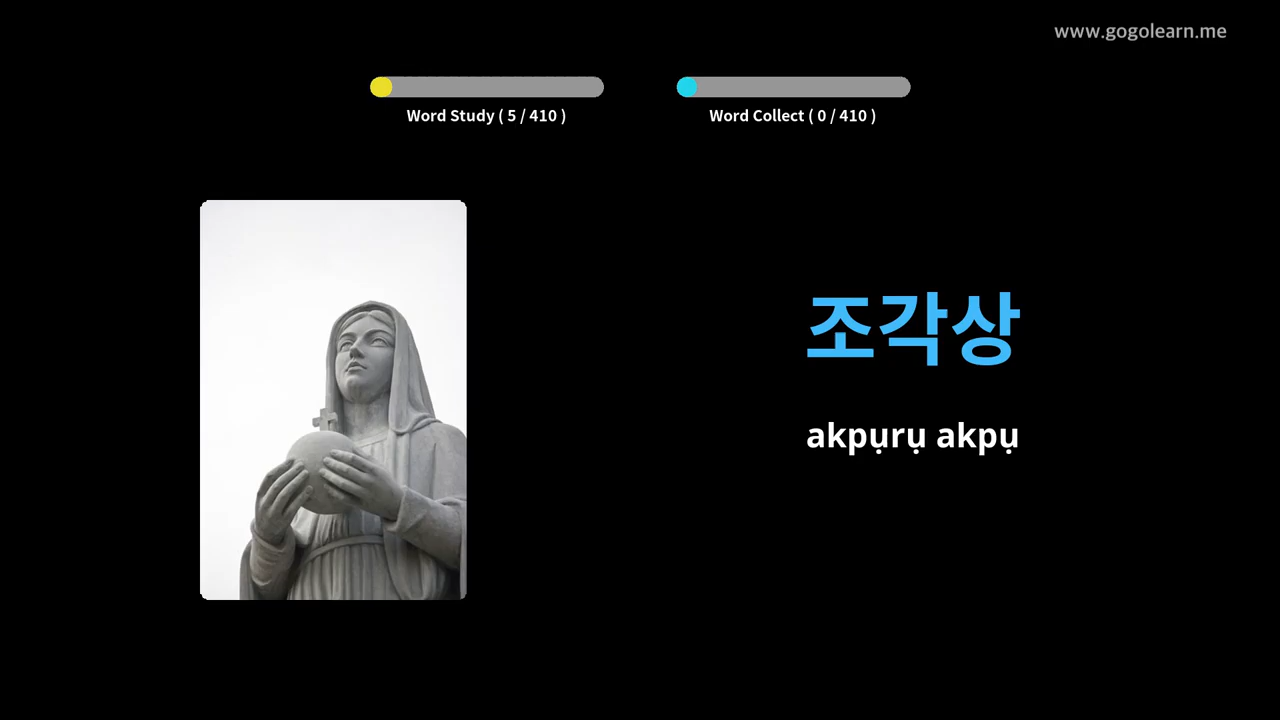 www.gogolearn.me
Word Study ( 5 / 410 )
Word Collect ( 0 / 410 )
조각상
akpụrụ akpụ